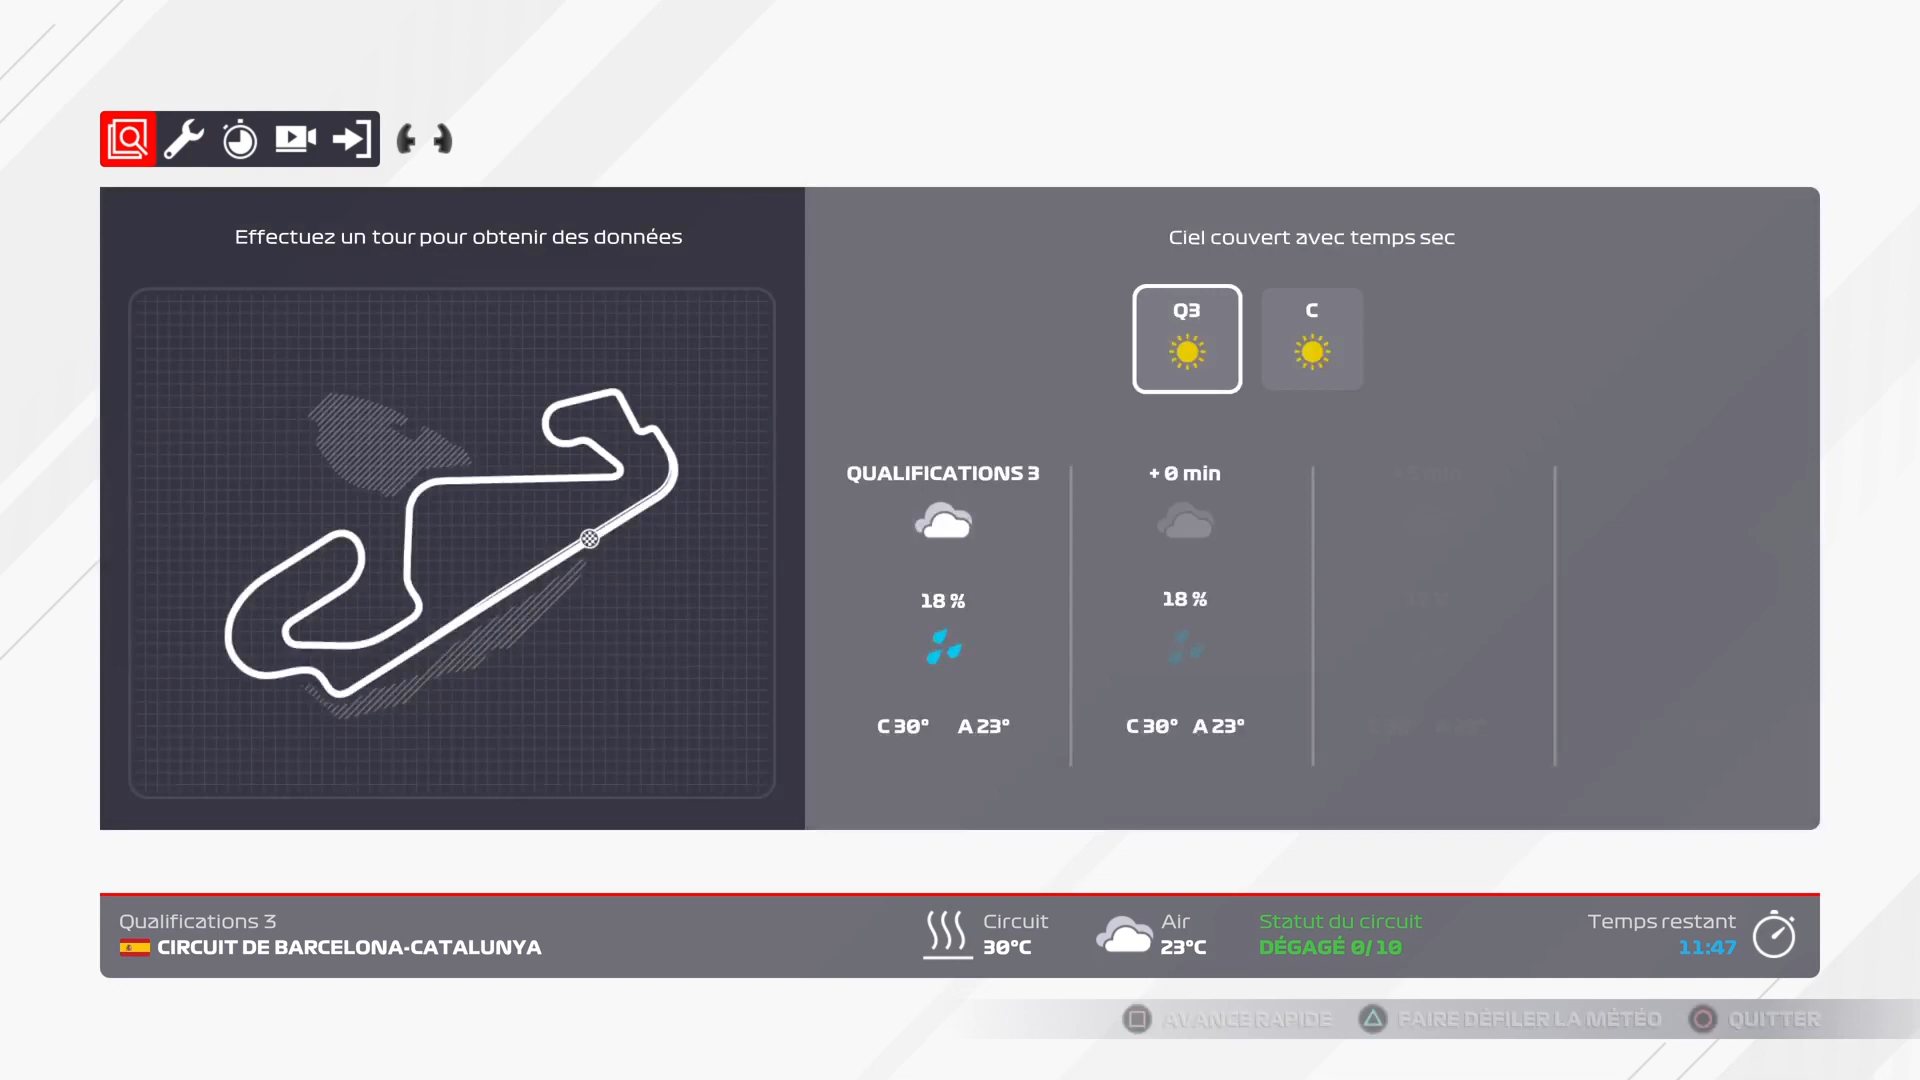 Effectuez un tour pour obtenir des données
Ciel couvert avec temps sec
Q3
C
QUALIFICATIONS 3
+ 0 min
18 %
18 %
C 30° A 23°
C 30° A 23°
Qualifications 3
CIRCUIT DE BARCELONA-CATALUNYA
Circuit
30°C
Air
23°C
Statut du circuit
DÉGAGÉ 0/10
Temps restant
11:47
AVANCE RAPIDE
FAIRE DÉFILER LA MÉTÉO
QUITTER